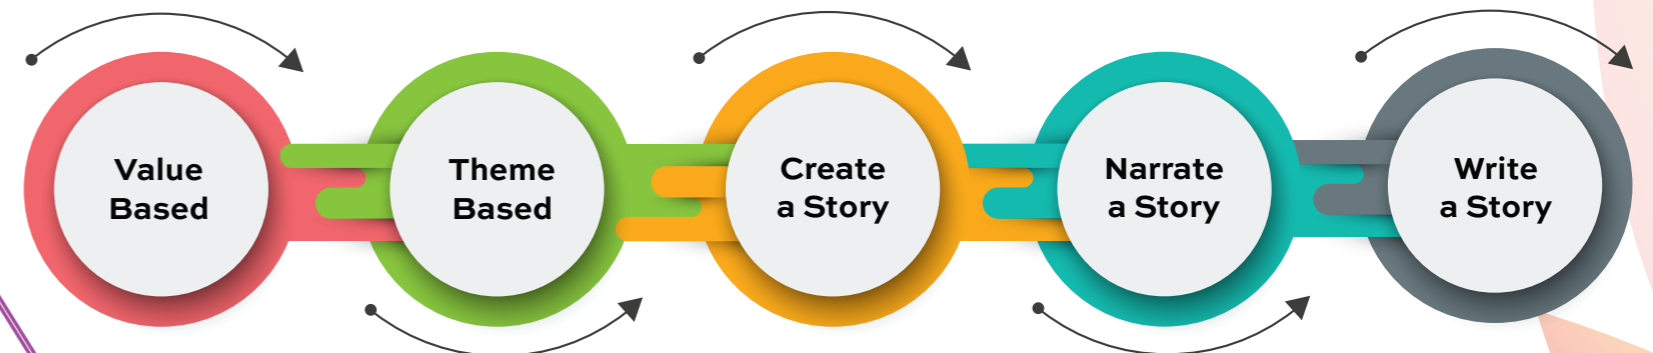 Value
Based
Theme
Based
Create
a Story
Narrate
a Story
Write
a Story